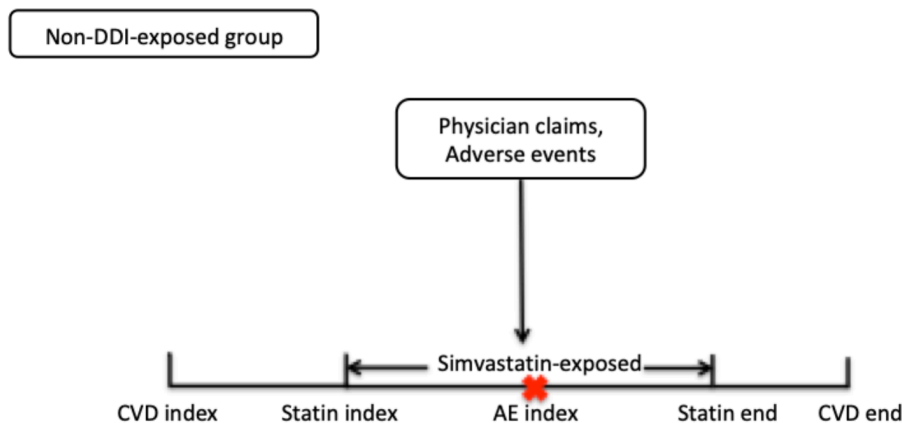 Non-DDI-exposed group
Physician claims,
Adverse events
Simvastatin-exposed
CVD index
Statin index
AE index
Statin end
CVD end